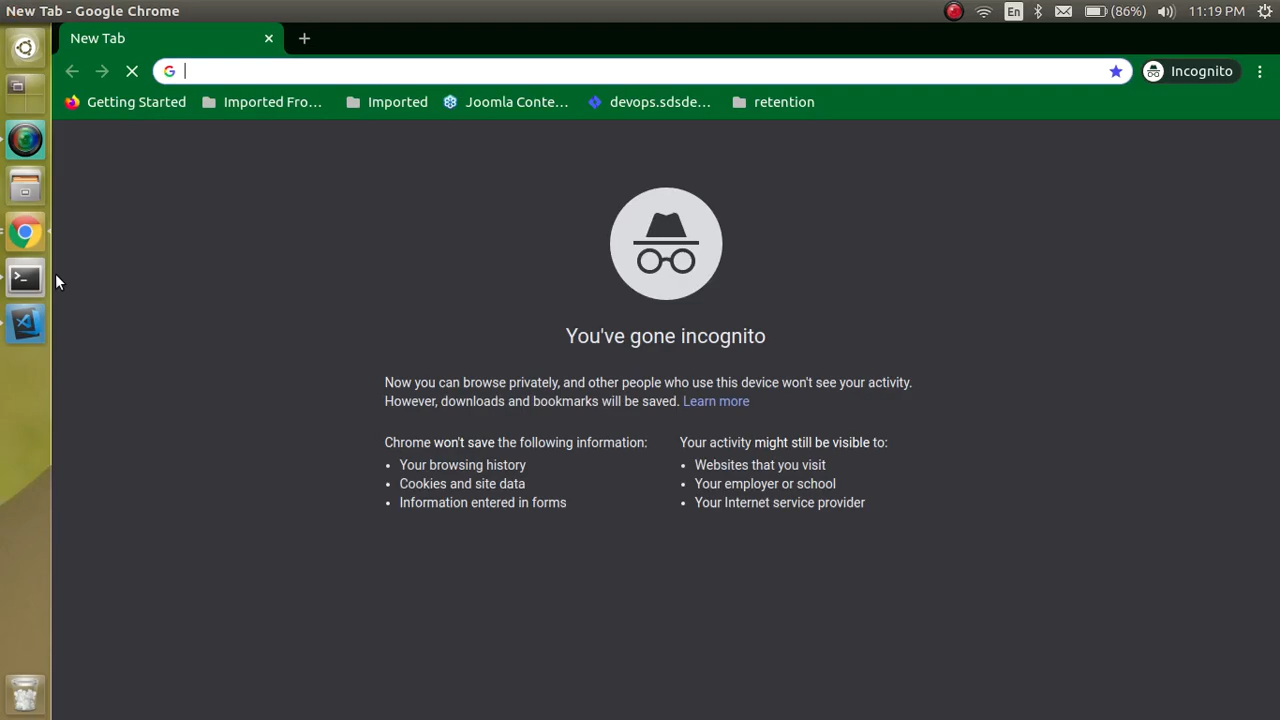 New Tab - Google Chrome
En
(86%)
11:19 PM
New Tab
Incognito
Getting Started
Imported Fro...
Imported
Joomla Conte...
devops.sdsde...
retention
You've gone incognito
Now you can browse privately, and other people who use this device won't see your activity.
However, downloads and bookmarks will be saved. Learn more
Chrome won't save the following information:
• Your browsing history
• Cookies and site data
• Information entered in forms
Your activity might still be visible to:
• Websites that you visit
• Your employer or school
• Your Internet service provider